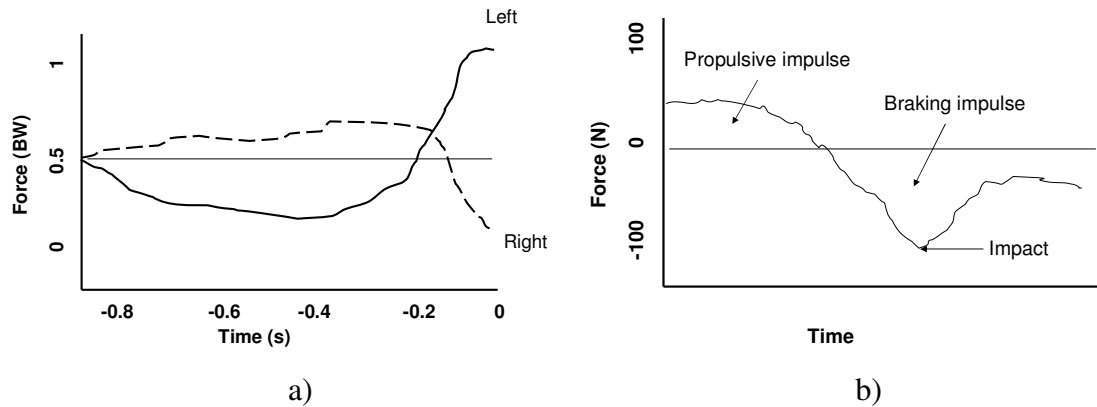 Left
Force (BW)
1
0.5
0
Right
-0.8 -0.6 -0.4 -0.2 0
Time (s)
a)
100
Propulsive impulse
Braking impulse
Force (N)
0
-100
Impact
Time
b)